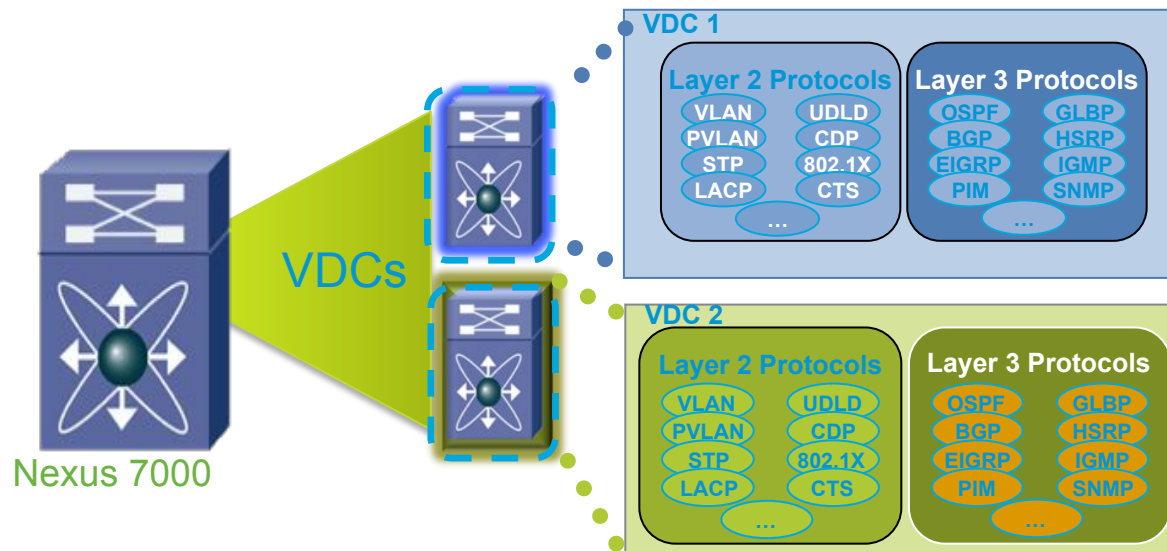 Nexus 7000
VDCs
VDC 1
Layer 2 Protocols
VLAN UDLD
PVLAN CDP
STP 802.1X
LACP CTS
...
Layer 3 Protocols
OSPF GLBP
BGP HSRP
EIGRP IGMP
PIM SNMP
...
VDC 2
Layer 2 Protocols
VLAN UDLD
PVLAN CDP
STP 802.1X
LACP CTS
...
Layer 3 Protocols
OSPF GLBP
BGP HSRP
EIGRP IGMP
PIM SNMP
...